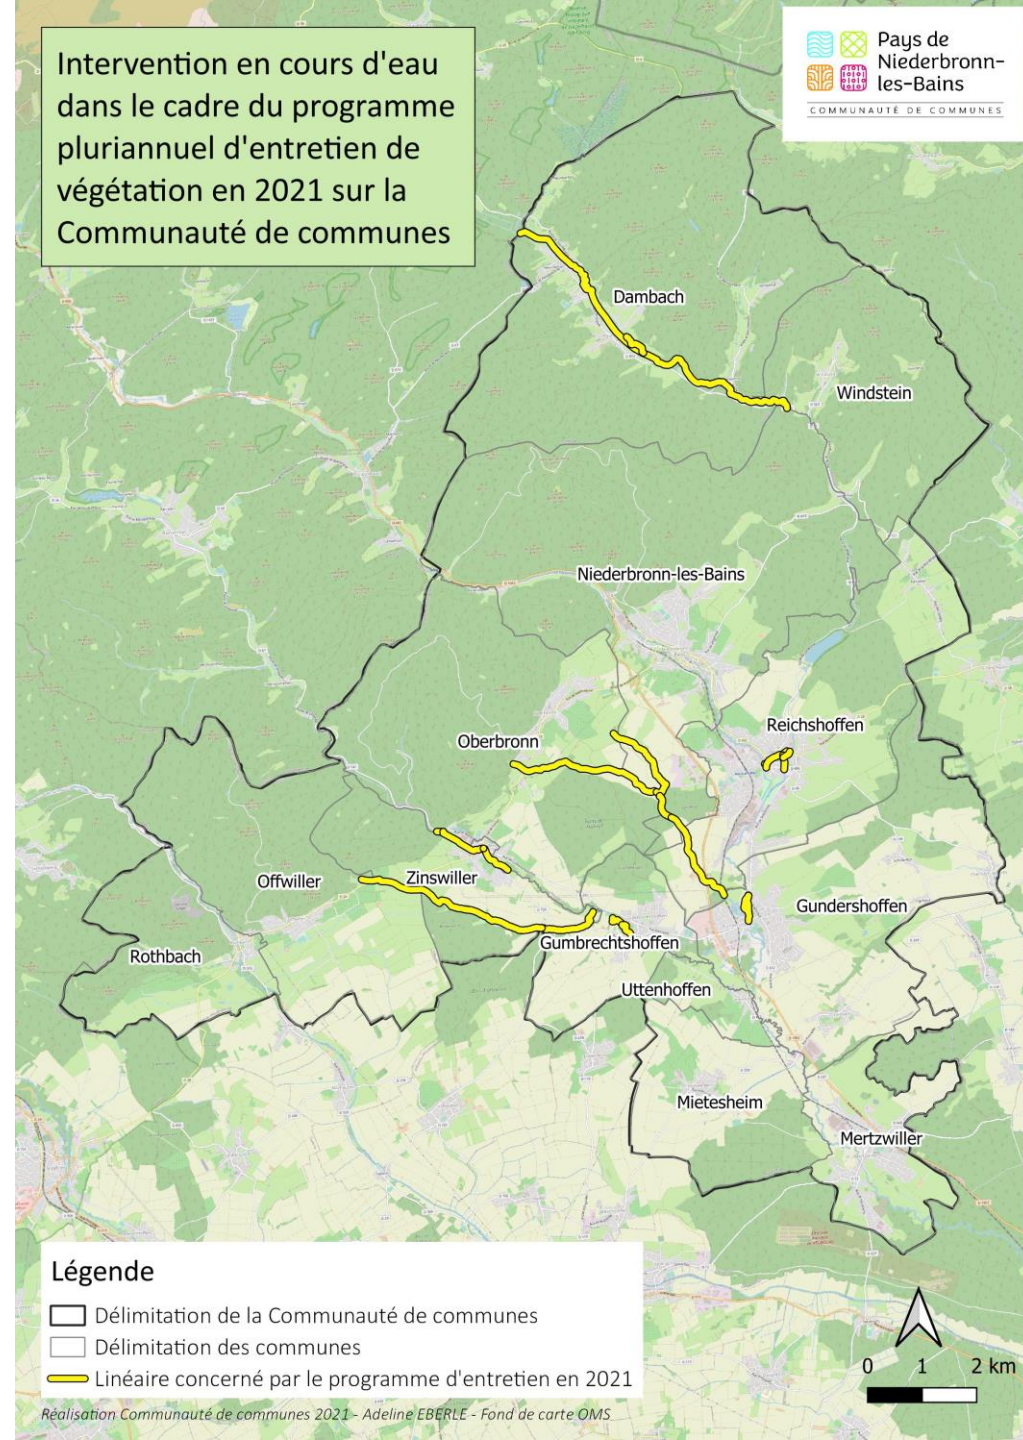 Intervention en cours d'eau
dans le cadre du programme
pluriannuel d'entretien de
végétation en 2021 sur la
Communauté de communes
Pays de
Niederbronn-
les-Bains
COMMUNAUTÉ DE COMMUNES
Dambach
Windstein
Niederbronn-les-Bains
Reichshoffen
Oberbronn
Offwiller
Zinswiller
Gundershoffen
Gumbrechtshoffen
Rothbach
Uttenhoffen
Mietesheim
Mertzwiller
Légende
Délimitation de la Communauté de communes
Délimitation des communes
Linéaire concerné par le programme d'entretien en 2021
0 1 2 km
Réalisation Communauté de communes 2021 - Adeline EBERLE - Fond de carte OMS